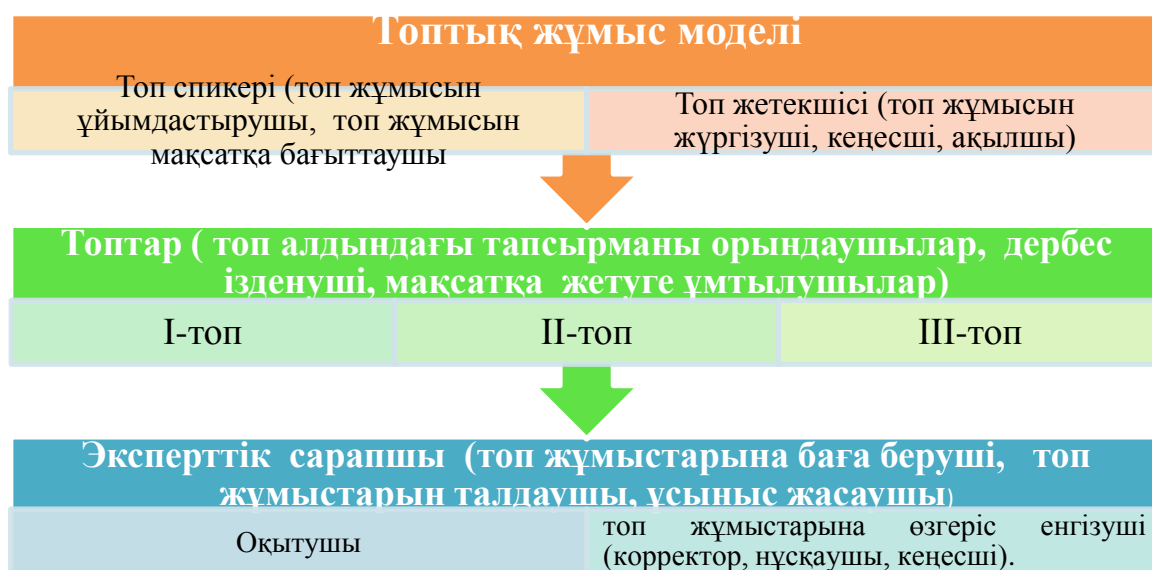 Топтық жұмыс моделі
Топ спикері (топ жұмысын
ұйымдастырушы, топ жұмысын
мақсатқа бағыттаушы
Топ жетекшісі (топ жұмысын
жүргізуші, кеңесші, ақылшы)
Топтар ( топ алдындағы тапсырманы орындаушылар, дербес
ізденуші, мақсатқа жетуге ұмтылушылар)
I-топ
II-топ
III-топ
Эксперттік сарапшы (топ жұмыстарына баға беруші, топ
жұмыстарын талдаушы, ұсыныс жасаушы)
Оқытушы
топ жұмыстарына өзгеріс енгізуші
(корректор, нұсқаушы, кеңесші).